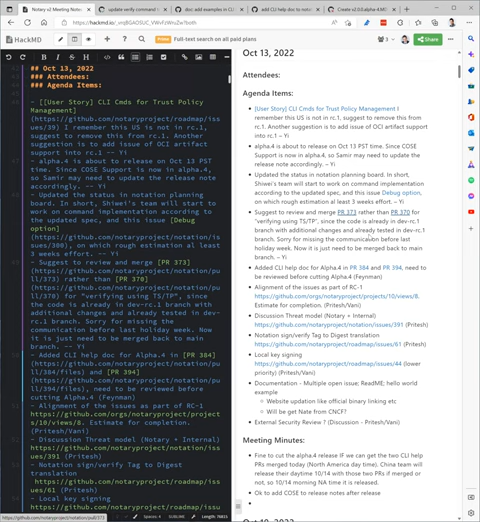 Notary v2 Meeting Notes
update verify command
doc: add examples in CLI
add CLI help doc to notation
Create v2.0.0-alpha.4.MD
https://hackmd.io/
HackMD
Free
Full-text search on all paid plans
3
Share
## Oct 13, 2022
### Attendees:
### Agenda Items:
- [[User Story] CLI Cmds for Trust Policy
Management]
(https://github.com/notaryproject/roadmap/iss
ues/39) I remember this US is not in rc.1,
suggest to remove this from rc.1. Another
suggestion is to add issue of OCI artifact
support into rc.1 -- Yi
- alpha.4 is about to release on Oct 13 PST
time. Since COSE Support is now in alpha.4,
so Samir may need to update the release note
accordingly. -- Yi
- Updated the status in notation planning
board. In short, Shiwei's team will start to
work on command implementation according to
the updated spec, and this issue [Debug
option]
(https://github.com/notaryproject/notation/is
sues/300), on which rough estimation al least 3
weeks effort. -- Yi
- Suggest to review and merge [PR 373]
(https://github.com/notaryproject/notation/pu
ll/373) rather than [PR 370]
(https://github.com/notaryproject/notation/pu
ll/370) for "verifying using TS/TP", since
the code is already in dev-rc.1 branch with
additional changes and already tested in dev-
rc.1 branch. Sorry for missing the
communication before last holiday week. Now
it is just need to be merged back to main
branch. -- Yi
- Added CLI help doc for Alpha.4 in [PR 384]
(https://github.com/notaryproject/notation/pu
ll/384/files) and [PR 394]
(https://github.com/notaryproject/notation/pu
ll/394/files), need to be reviewed before
cutting Alpha.4 (Feynman)
- Alignment of the issues as part of RC-1
https://github.com/orgs/notaryproject/project
s/10/views/8. Estimate for completion.
(Pritesh/Vani)
- Discussion Threat model (Notary + Internal)
https://github.com/notaryproject/notation/iss
ues/391 (Pritesh)
- Notation sign/verify Tag to Digest
translation
https://github.com/notaryproject/roadmap/iss
ues/61 (Pritesh)
- Local key signing
https://github.com/notaryproject/roadmap/issu
https://github.com/notaryproject/notation/pull/373
Spaces: 4
SUBLIME
Oct 13, 2022
Attendees:
Agenda Items:
[User Story] CLI Cmds for Trust Policy Management I
remember this US is not in rc.1, suggest to remove this from
rc.1. Another suggestion is to add issue of OCI artifact support
into rc.1 – Yi
alpha.4 is about to release on Oct 13 PST time. Since COSE
Support is now in alpha.4, so Samir may need to update the
release note accordingly. – Yi
Updated the status in notation planning board. In short,
Shiwei's team will start to work on command implementation
according to the updated spec, and this issue Debug option,
on which rough estimation al least 3 weeks effort. – Yi
Suggest to review and merge PR 373 rather than PR 370 for
"verifying using TS/TP", since the code is already in dev-rc.1
branch with additional changes and already tested in dev-rc.1
branch. Sorry for missing the communication before last
holiday week. Now it is just need to be merged back to main
branch. – Yi
Added CLI help doc for Alpha.4 in PR 384 and PR 394, need to
be reviewed before cutting Alpha.4 (Feynman)
Alignment of the issues as part of RC-1
https://github.com/orgs/notaryproject/projects/10/views/8.
Estimate for completion. (Pritesh/Vani)
Discussion Threat model (Notary + Internal)
https://github.com/notaryproject/notation/issues/391 (Pritesh)
Notation sign/verify Tag to Digest translation
https://github.com/notaryproject/roadmap/issues/61 (Pritesh)
Local key signing
https://github.com/notaryproject/roadmap/issues/44 (lower
priority) (Pritesh/Vani)
Documentation - Multiple open issue; ReadME; hello world
example
Website updation like official binary linking etc
Will be get Nate from CNCF?
External Security Review ? (Discussion - Pritesh)
Meeting Minutes:
Fine to cut the alpha.4 release IF we can get the two CLI help
PRs merged today (North America day time). China team will
release their daytime 10/14 with those two PRs if merged or
not, so 10/14 morning NA time it is released.
Ok to add COSE to release notes after release